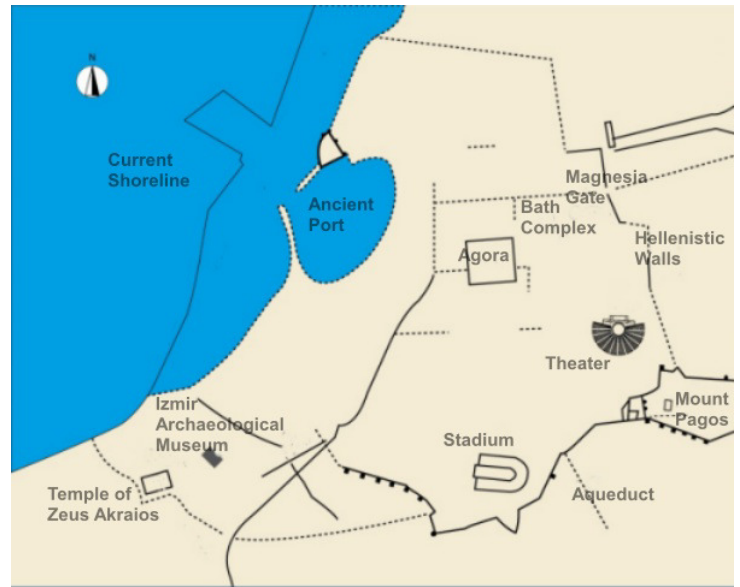 N
Current
Shoreline
Ancient
Port
Magnesia
Gate
Bath
Complex
Hellenistic
Walls
Agora
Theater
Izmir
Archaeological
Museum
Mount
Pagos
Stadium
Temple of
Zeus Akraios
Aqueduct